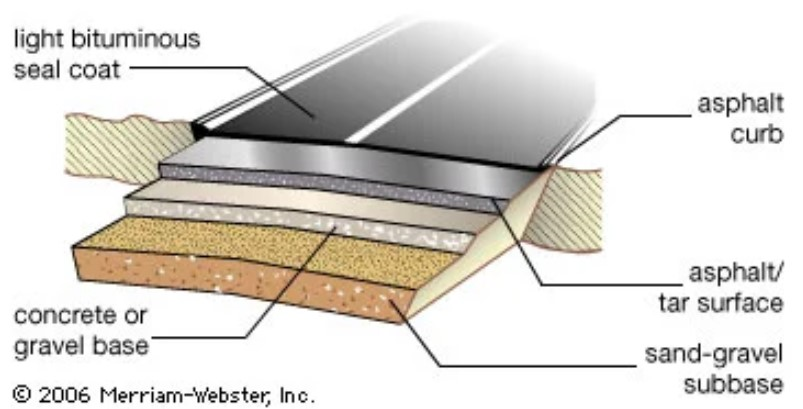 light bituminous
seal coat
asphalt
curb
asphalt/
tar surface
concrete or
gravel base
sand-gravel
subbase
© 2006 Merriam-Webster, Inc.